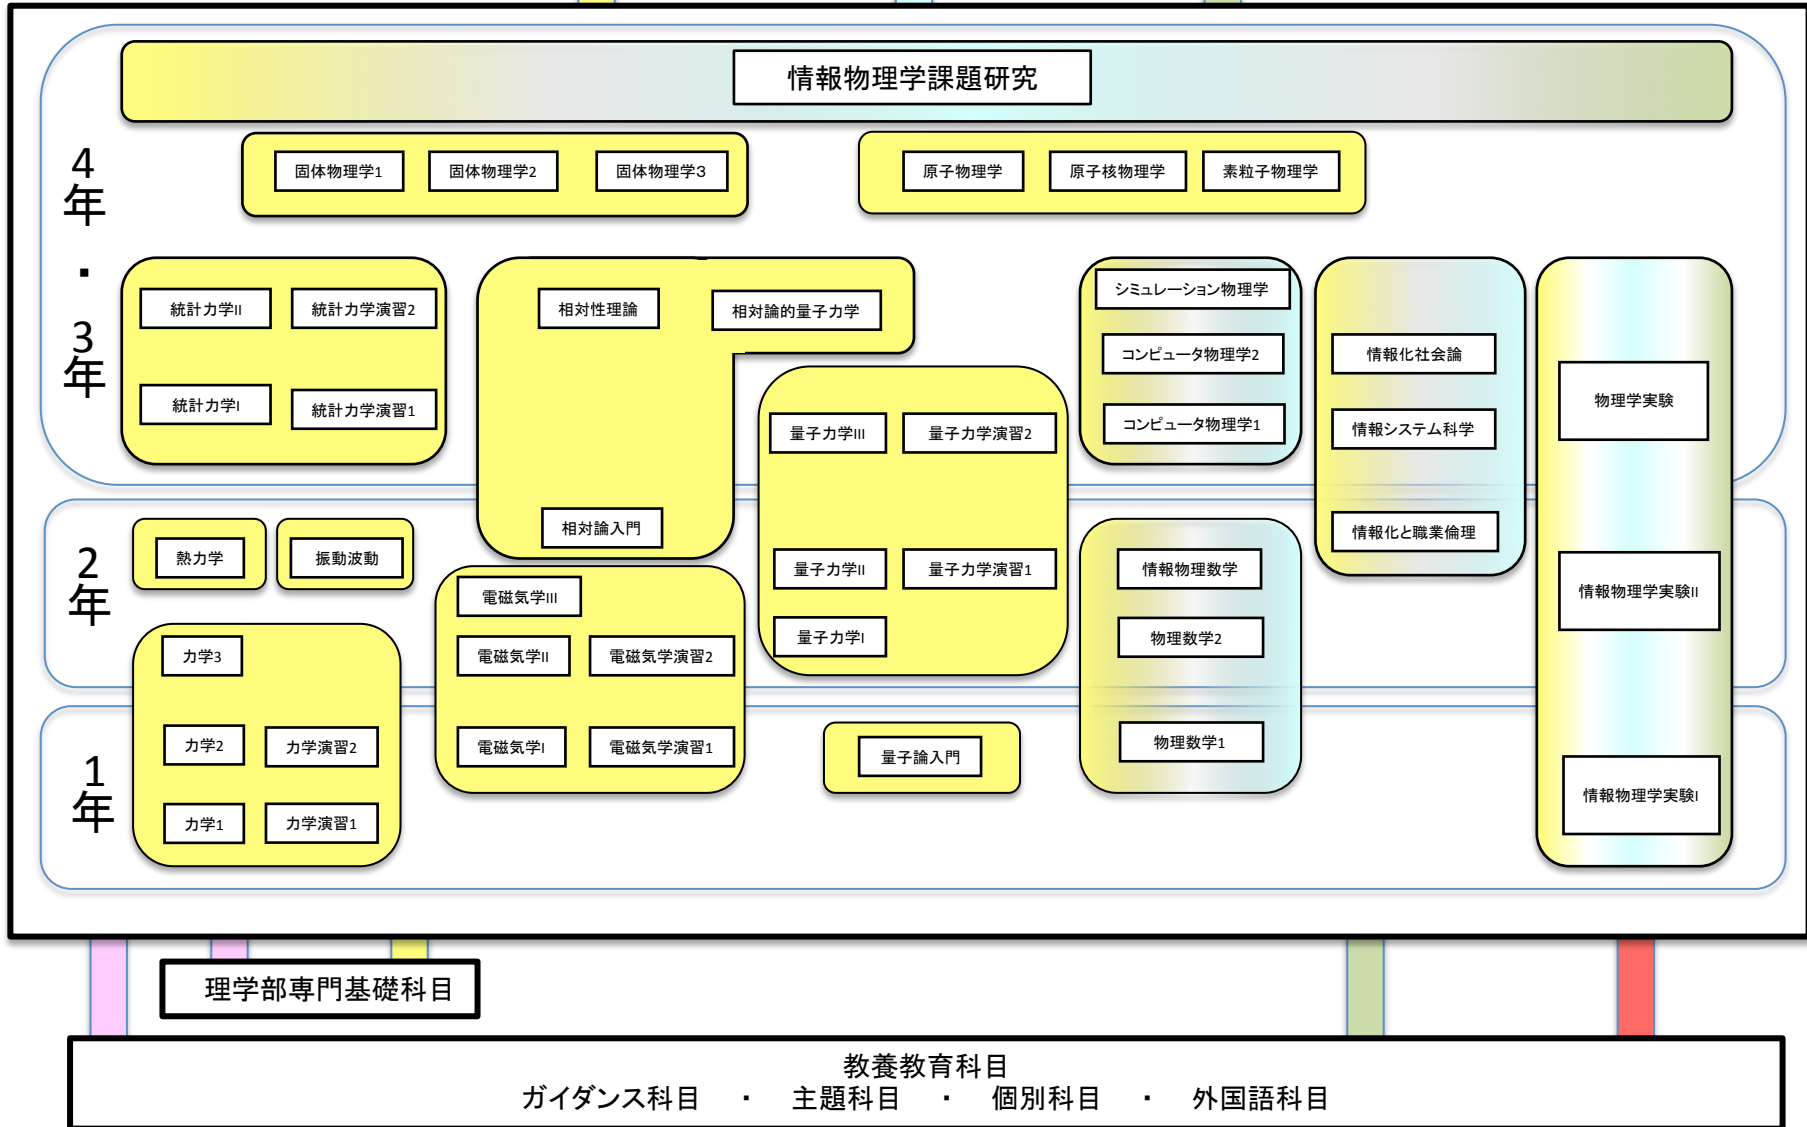 情報物理学課題研究
4年・3年
固体物理学1
固体物理学2
固体物理学3
原子物理学
原子核物理学
素粒子物理学
統計力学II
統計力学演習2
統計力学I
統計力学演習1
相対性理論
相対論的量子力学
相対論入門
量子力学III
量子力学演習2
量子力学II
量子力学演習1
量子力学I
シミュレーション物理学
コンピュータ物理学2
コンピュータ物理学1
情報化社会論
情報システム科学
情報化と職業倫理
物理学実験
情報物理学実験II
情報物理学実験I
2年
熱力学
振動波動
電磁気学III
電磁気学II
電磁気学演習2
電磁気学I
電磁気学演習1
情報物理数学
物理数学2
物理数学1
力学3
力学2
力学演習2
力学1
力学演習1
1年
量子論入門
理学部専門基礎科目
教養教育科目
ガイダンス科目 ・ 主題科目 ・ 個別科目 ・ 外国語科目